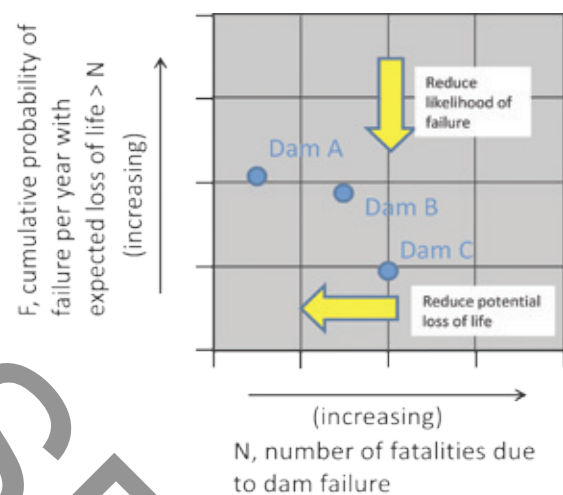 F, cumulative probability of
failure per year with
expected loss of life > N
(increasing)
Reduce
likelihood of
failure
Dam A
Dam B
Dam C
Reduce potential
loss of life
(increasing)
N, number of fatalities due
to dam failure